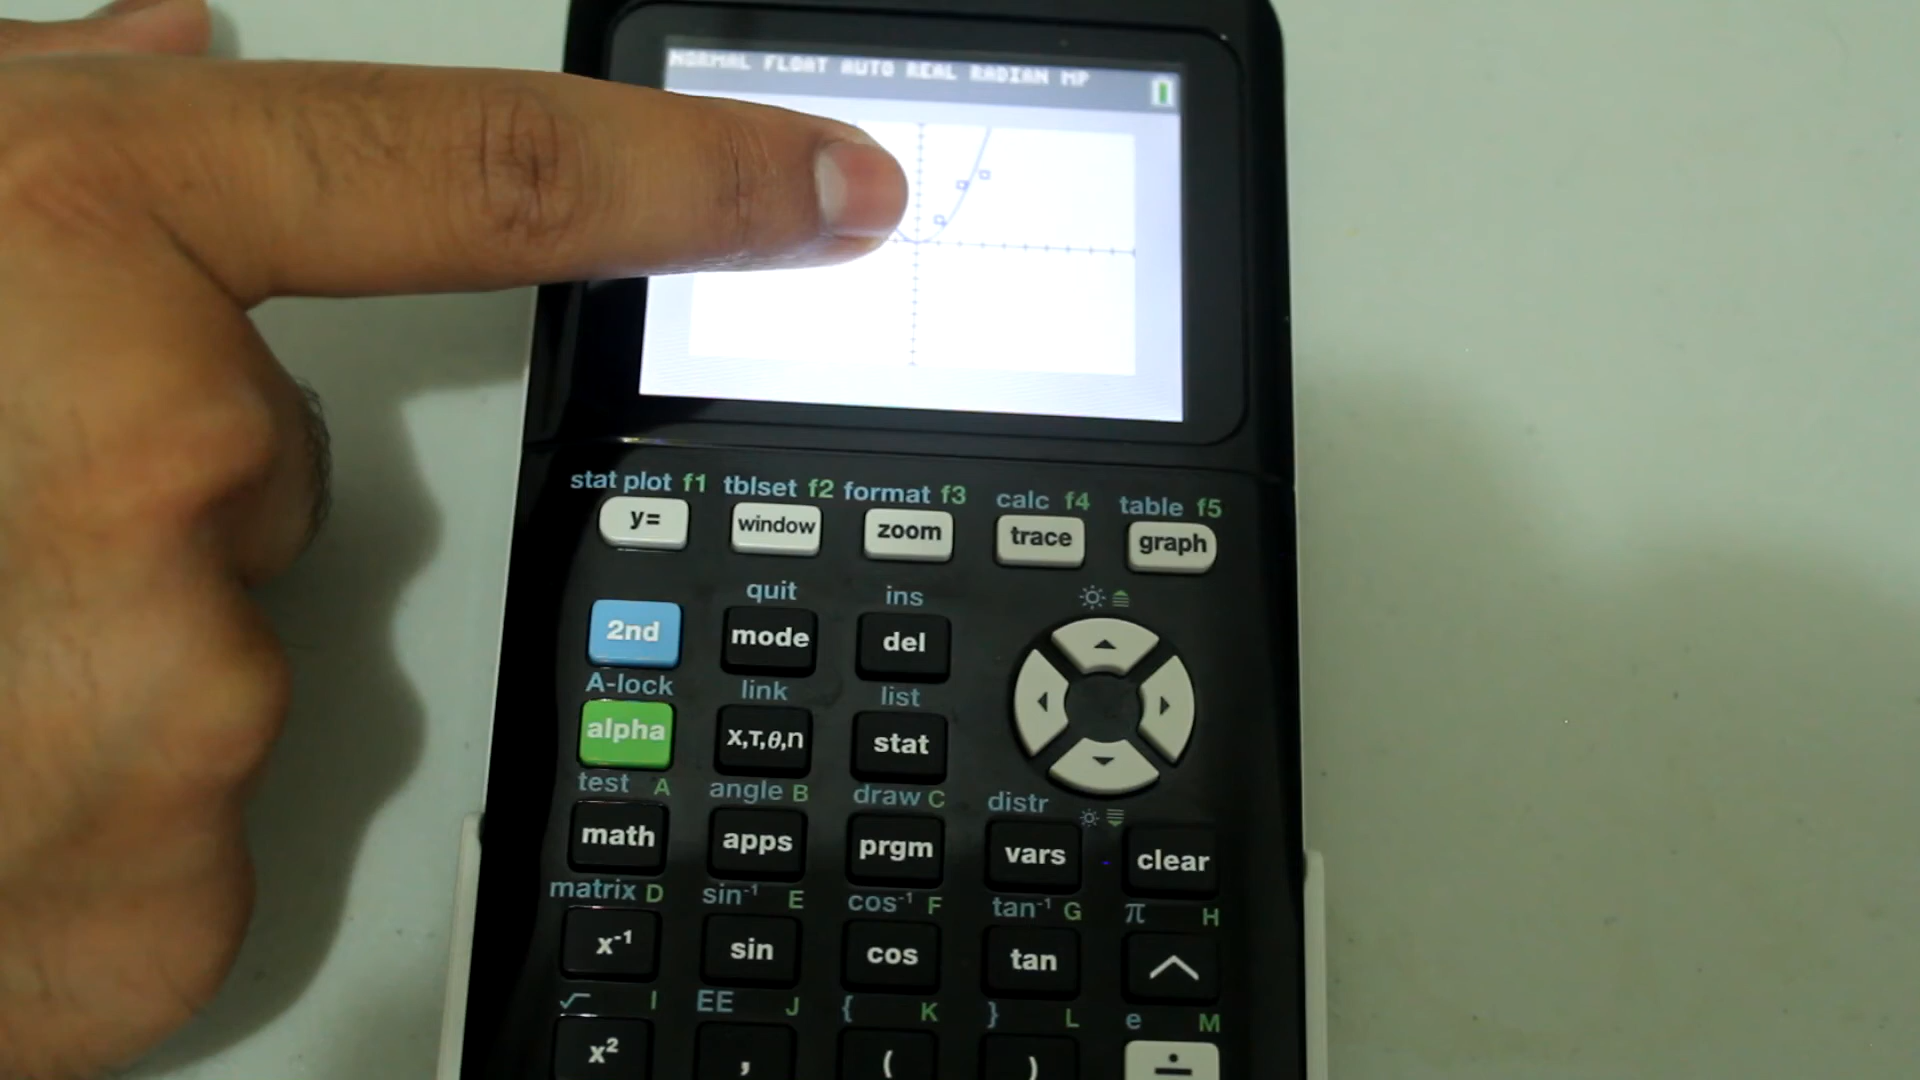 NORMAL FLOAT AUTO REAL RADIAN MP
stat plot f1 tblset f2 format f3 calc f4 table f5
y= window zoom trace graph
quit ins
2nd mode del
A-lock link list
alpha X,T,θ,n stat
test A angle B draw C distr
math apps prgm vars clear
matrix D sin-1 E cos-1 F tan-1 G π H
x-1 sin cos tan ^
√ I EE J { K } L e M
x2 , ( ) ÷